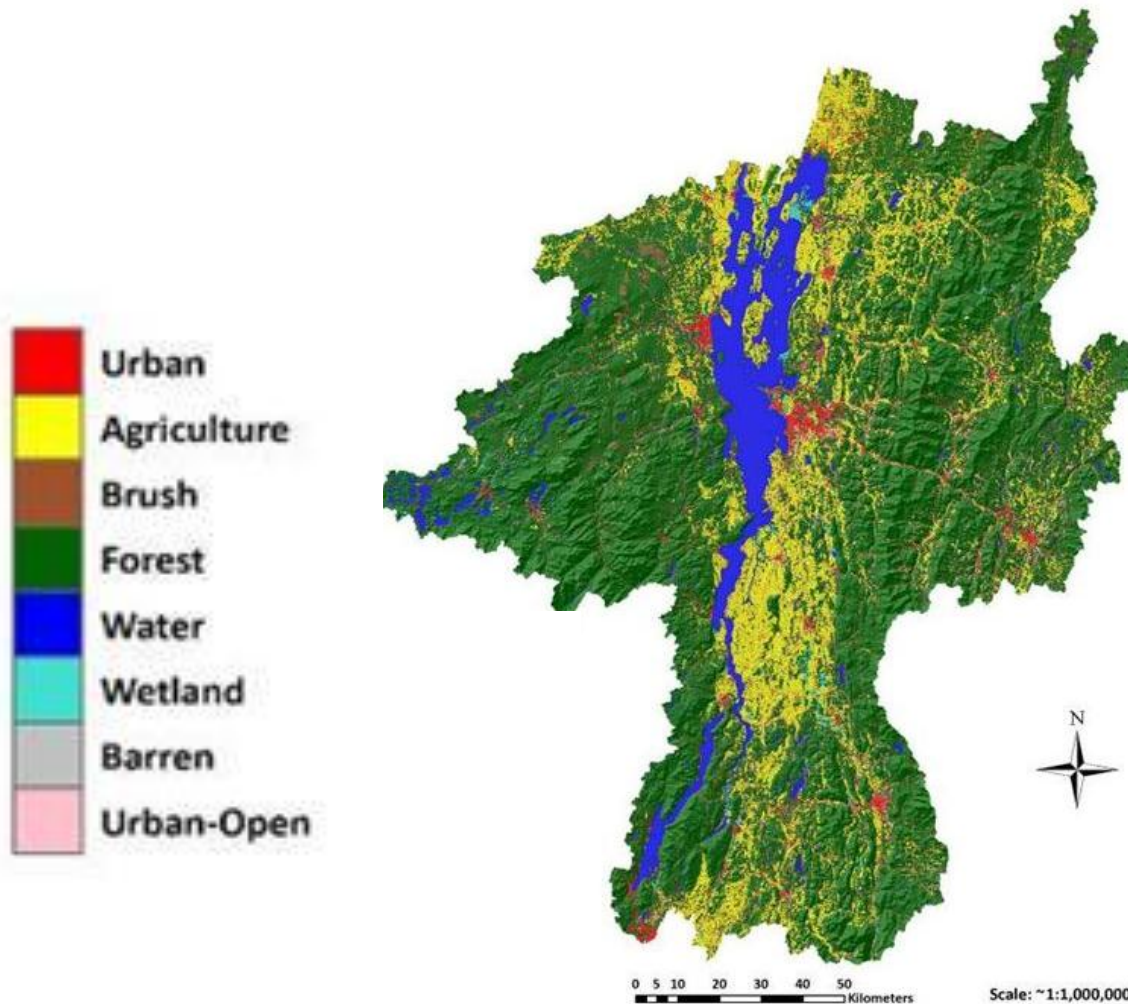 Urban
Agriculture
Brush
Forest
Water
Wetland
Barren
Urban-Open
N
0 5 10 20 30 40 50
Kilometers
Scale: ~1:1,000,000